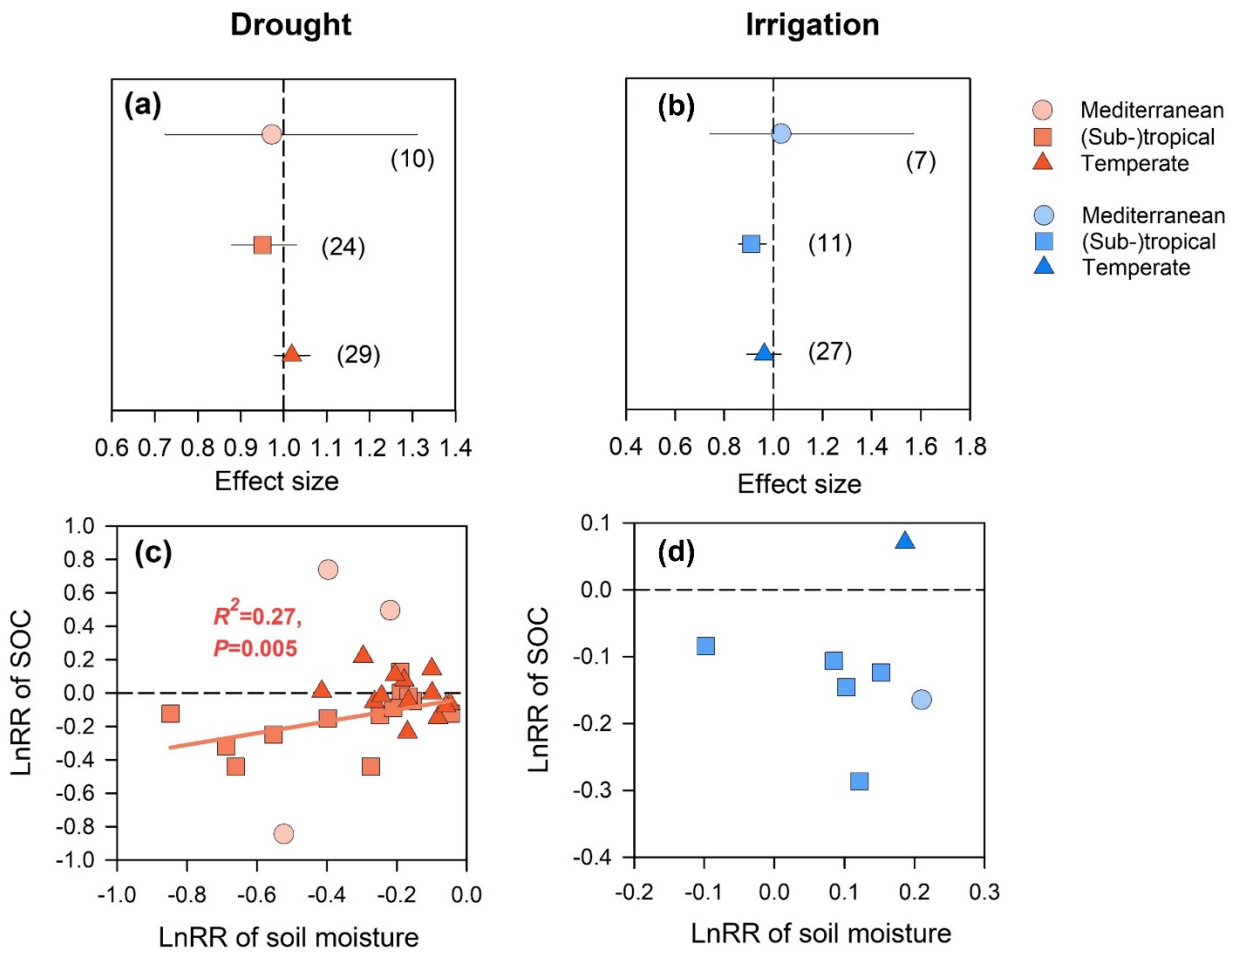 Drought
Irrigation
(a)
(10)
(24)
(29)
0.6 0.7 0.8 0.9 1.0 1.1 1.2 1.3 1.4
Effect size
(b)
(7)
(11)
(27)
0.4 0.6 0.8 1.0 1.2 1.4 1.6 1.8
Effect size
Mediterranean
(Sub-)tropical
Temperate
Mediterranean
(Sub-)tropical
Temperate
(c)
R²=0.27,
P=0.005
LnRR of SOC
1.0
0.8
0.6
0.4
0.2
0.0
-0.2
-0.4
-0.6
-0.8
-1.0
-1.0 -0.8 -0.6 -0.4 -0.2 0.0
LnRR of soil moisture
(d)
LnRR of SOC
0.1
0.0
-0.1
-0.2
-0.3
-0.4
-0.2 -0.1 0.0 0.1 0.2 0.3
LnRR of soil moisture